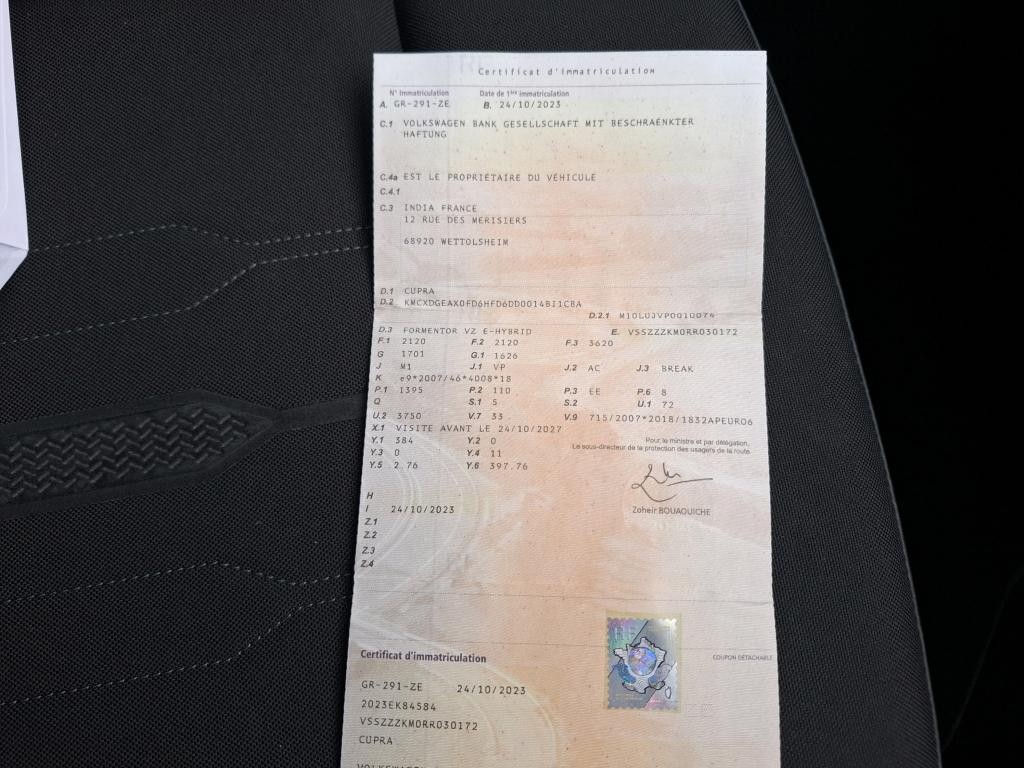 Certificat d'immatriculation
N° Immatriculation Date de 1ère immatriculation
A. GR-291-ZE B. 24/10/2023
C.1 VOLKSWAGEN BANK GESELLSCHAFT MIT BESCHRAENKTER
HAFTUNG
C.4a EST LE PROPRIÉTAIRE DU VÉHICULE
C.4.1
C.3 INDIA FRANCE
12 RUE DES MERISIERS
68920 WETTOLSHEIM
D.1 CUPRA
D.2 KMCXDGEAX0FD6HFD6DD0014BI1CBA
D.2.1 M10LUJVP0010074
D.3 FORMENTOR VZ E-HYBRID E. VSSZZZKM0RR030172
F.1 2120 F.2 2120 F.3 3620
G 1701 G.1 1626
J M1 J.1 VP J.2 AC J.3 BREAK
K e9*2007/46*4008*18
P.1 1395 P.2 110 P.3 EE P.6 8
Q S.1 5 S.2 U.1 72
U.2 3750 V.7 33 V.9 715/2007*2018/1832APEURO6
X.1 VISITE AVANT LE 24/10/2027
Y.1 384 Y.2 0
Y.3 0 Y.4 11
Y.5 2.76 Y.6 397.76
Pour le ministre et par délégation,
Le sous-directeur de la protection des usagers de la route.
Zoheir BOUAOUICHE
H
I 24/10/2023
Z.1
Z.2
Z.3
Z.4
RF
Certificat d'immatriculation COUPON DÉTACHABLE
GR-291-ZE 24/10/2023
2023EK84584
VSSZZZKM0RR030172
CUPRA